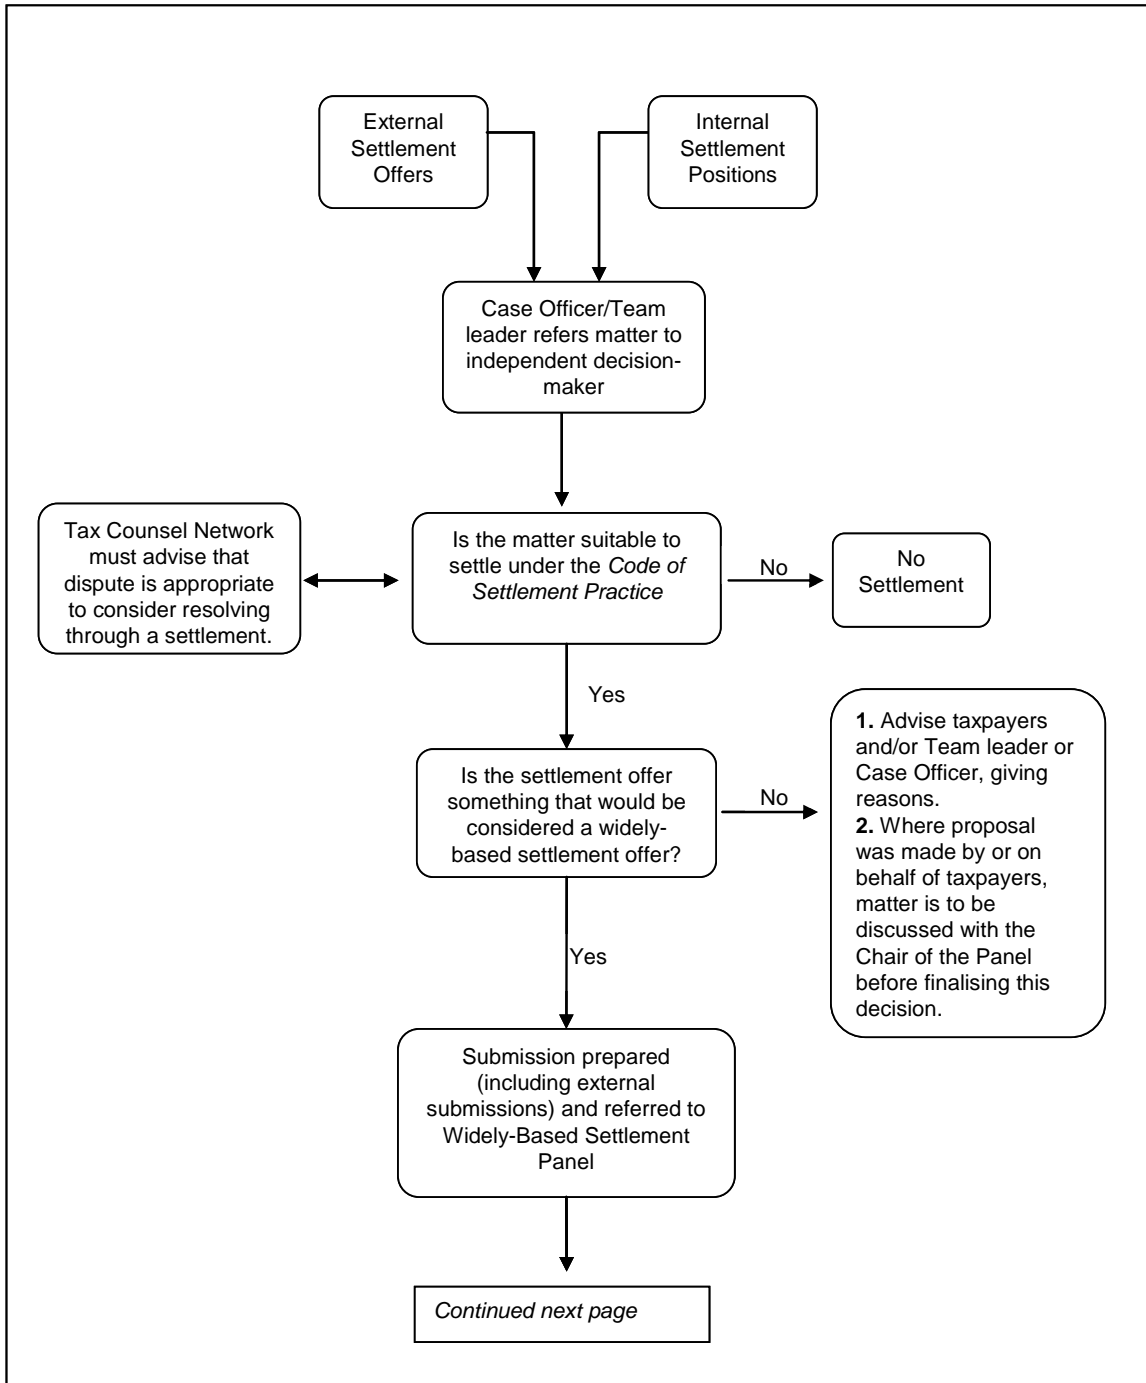 External
Settlement
Offers
Internal
Settlement
Positions
Case Officer/Team
leader refers matter to
independent decision-
maker
Tax Counsel Network
must advise that
dispute is appropriate
to consider resolving
through a settlement.
Is the matter suitable to
settle under the Code of
Settlement Practice
No
No
Settlement
Yes
Is the settlement offer
something that would be
considered a widely-
based settlement offer?
No
1. Advise taxpayers
and/or Team leader or
Case Officer, giving
reasons.
2. Where proposal
was made by or on
behalf of taxpayers,
matter is to be
discussed with the
Chair of the Panel
before finalising this
decision.
Yes
Submission prepared
(including external
submissions) and referred to
Widely-Based Settlement
Panel
Continued next page